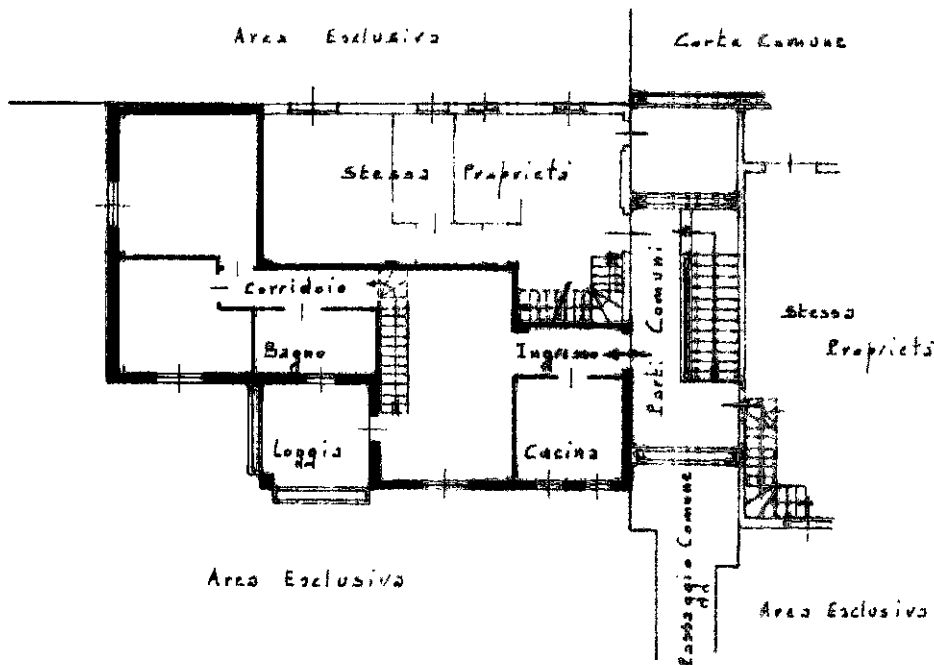 Area Esclusiva
Corte Comune
Stessa Proprietà
Corridoio
Parti Comuni
Stessa
Proprietà
Bagno
Ingresso
Loggia
Cucina
Passaggio Comune
Area Esclusiva
Area Esclusiva